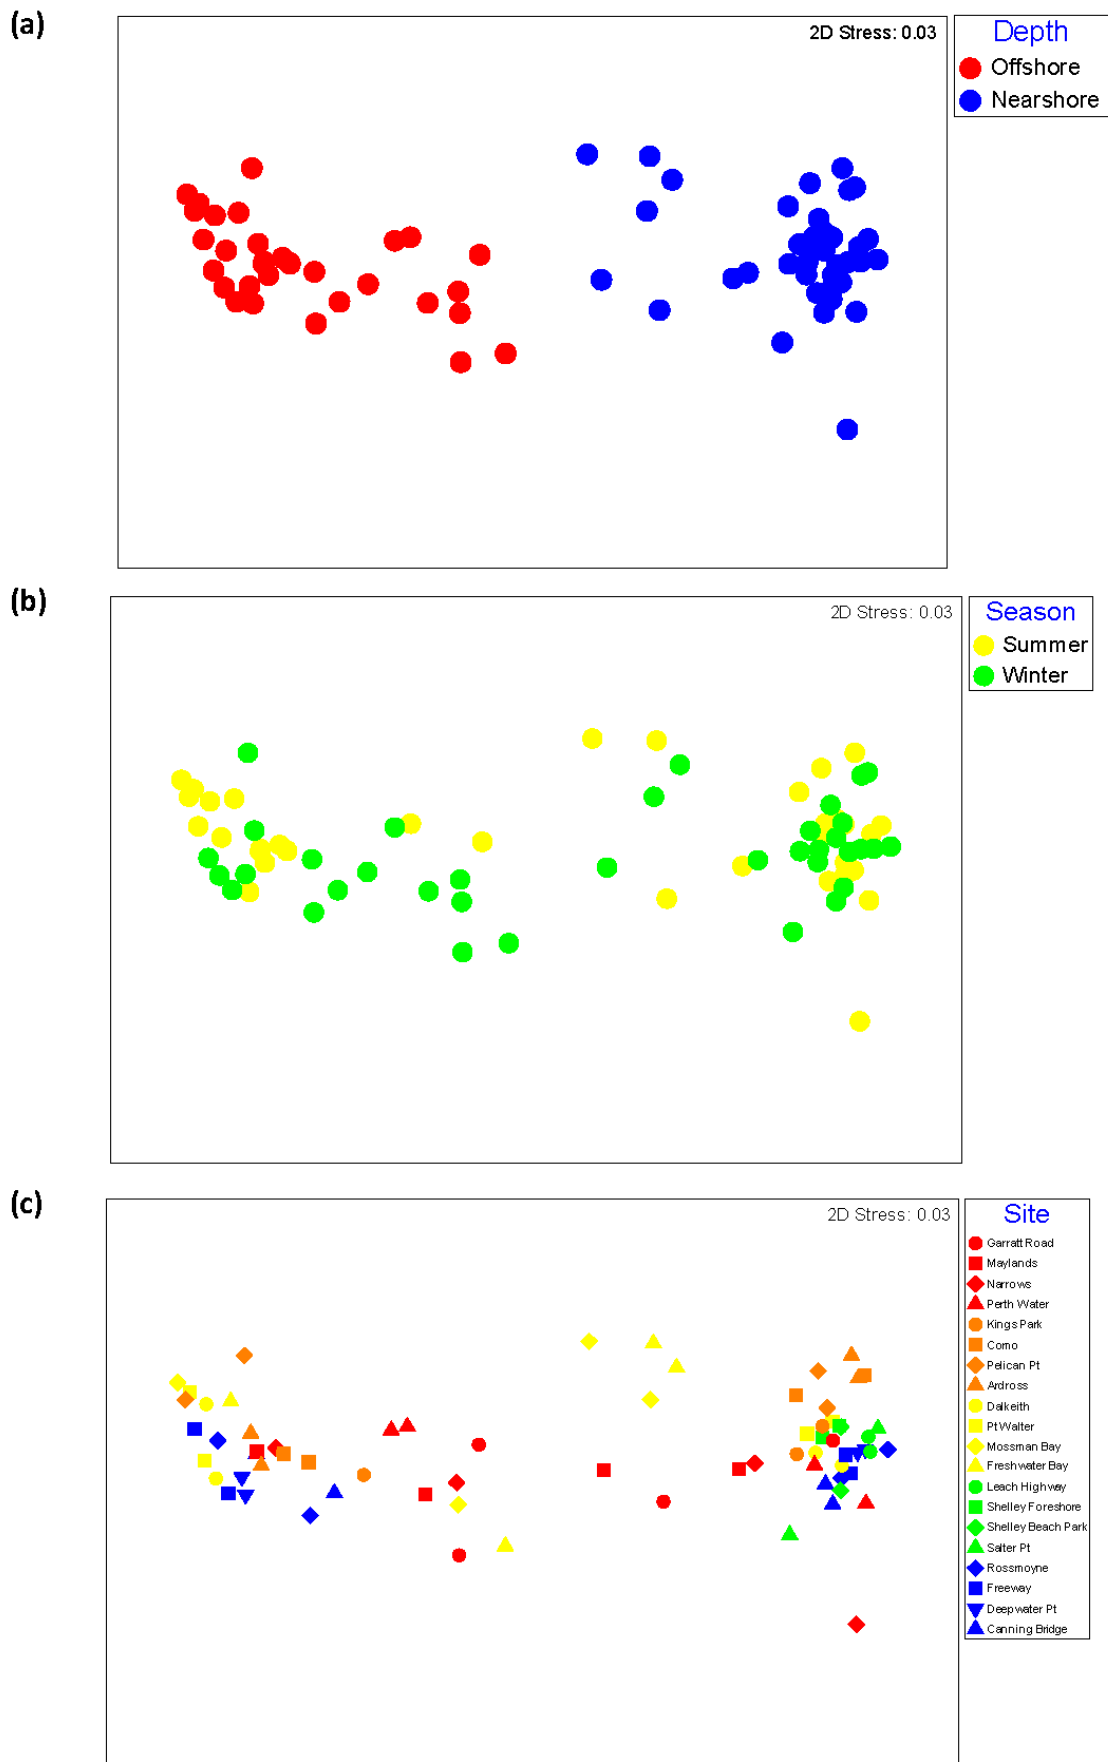 (a)
2D Stress: 0.03
Depth
Offshore
Nearshore
(b)
2D Stress: 0.03
Season
Summer
Winter
(c)
2D Stress: 0.03
Site
Garratt Road
Maylands
Narrows
Perth Water
Kings Park
Como
Pelican Pt
Ardross
Dalkeith
Pt Walter
Mossman Bay
Freshwater Bay
Leach Highway
Shelley Foreshore
Shelley Beach Park
Salter Pt
Rossmoyne
Freeway
Deepwater Pt
Canning Bridge